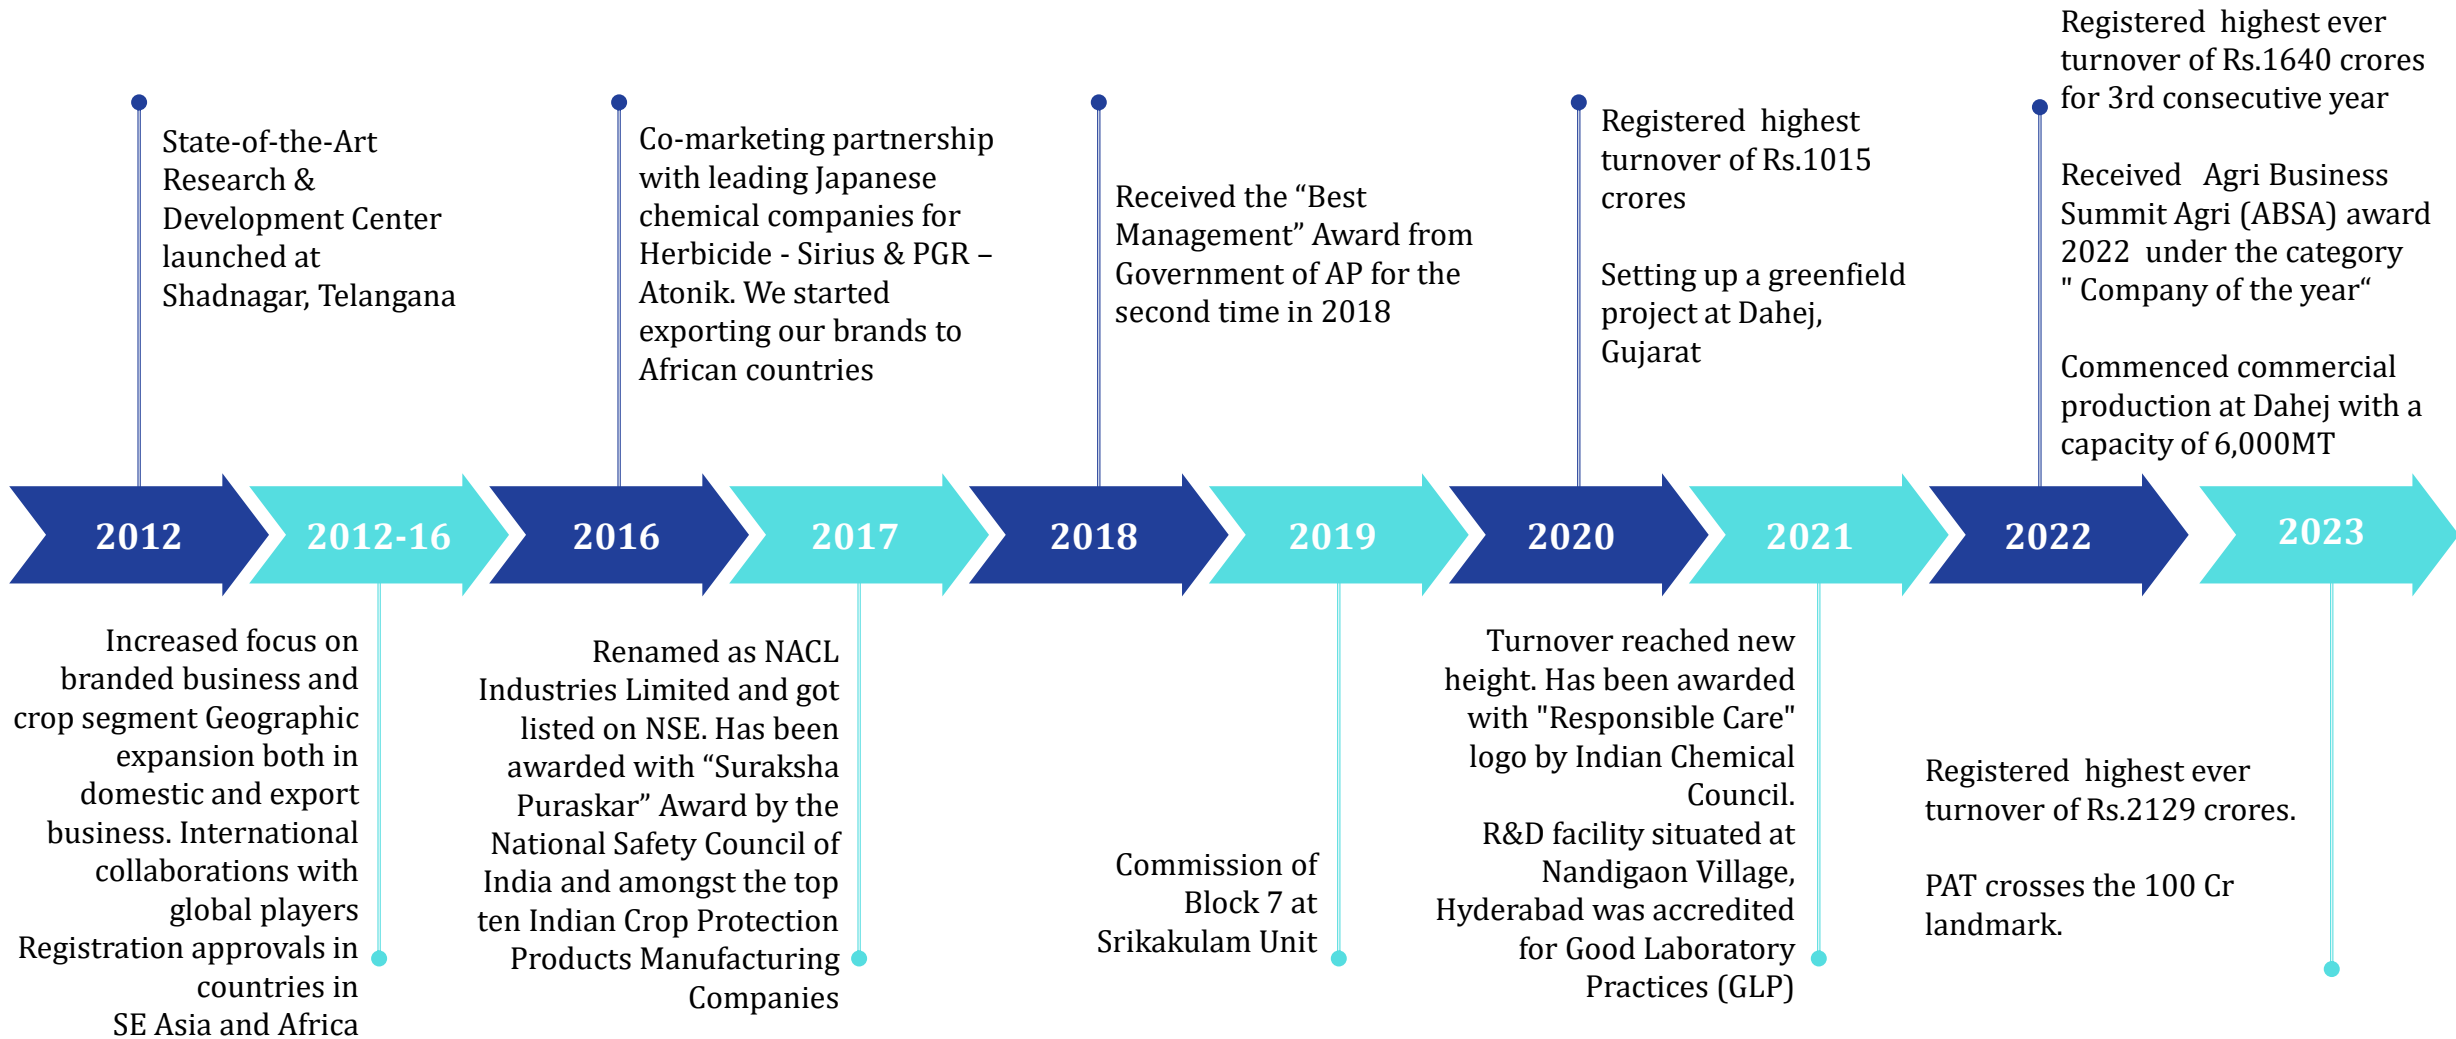 State-of-the-Art
Research &
Development Center
launched at
Shadnagar, Telangana
Co-marketing partnership
with leading Japanese
chemical companies for
Herbicide - Sirius & PGR –
Atonik. We started
exporting our brands to
African countries
Received the “Best
Management” Award from
Government of AP for the
second time in 2018
Registered highest
turnover of Rs.1015
crores
Setting up a greenfield
project at Dahej,
Gujarat
Registered highest ever
turnover of Rs.1640 crores
for 3rd consecutive year
Received Agri Business
Summit Agri (ABSA) award
2022 under the category
" Company of the year“
Commenced commercial
production at Dahej with a
capacity of 6,000MT
2012
2012-16
2016
2017
2018
2019
2020
2021
2022
2023
Increased focus on
branded business and
crop segment Geographic
expansion both in
domestic and export
business. International
collaborations with
global players
Registration approvals in
countries in
SE Asia and Africa
Renamed as NACL
Industries Limited and got
listed on NSE. Has been
awarded with “Suraksha
Puraskar” Award by the
National Safety Council of
India and amongst the top
ten Indian Crop Protection
Products Manufacturing
Companies
Commission of
Block 7 at
Srikakulam Unit
Turnover reached new
height. Has been awarded
with "Responsible Care"
logo by Indian Chemical
Council.
R&D facility situated at
Nandigaon Village,
Hyderabad was accredited
for Good Laboratory
Practices (GLP)
Registered highest ever
turnover of Rs.2129 crores.
PAT crosses the 100 Cr
landmark.